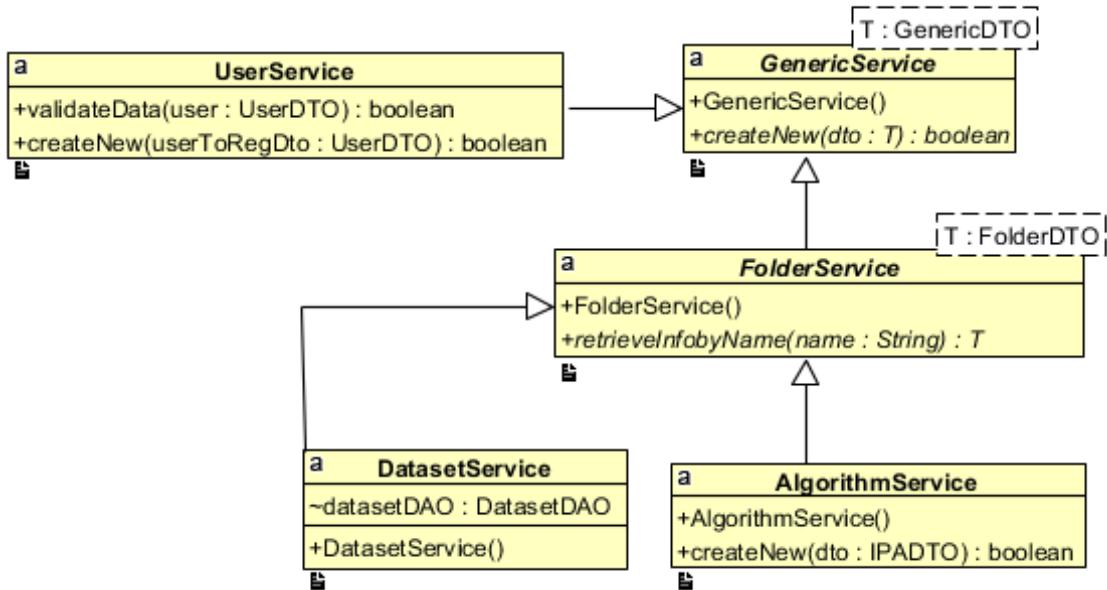 T : GenericDTO
a
UserService
+validateData(user : UserDTO) : boolean
+createNew(userToRegDto : UserDTO) : boolean
a
GenericService
+GenericService()
+createNew(dto : T) : boolean
T : FolderDTO
a
FolderService
+FolderService()
+retrieveInfobyName(name : String) : T
a
DatasetService
~datasetDAO : DatasetDAO
+DatasetService()
a
AlgorithmService
+AlgorithmService()
+createNew(dto : IPADTO) : boolean